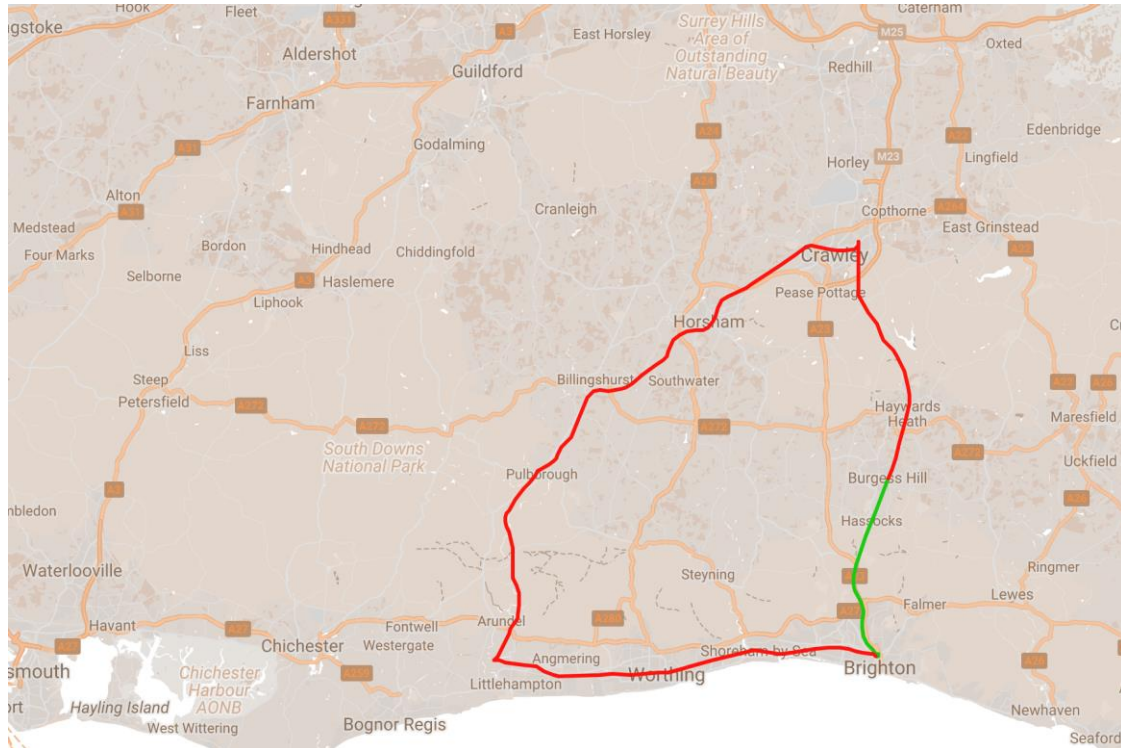 Hook
Fleet
A331
A3
Caterham
ngstoke
East Horsley
Surrey Hills
Area of
Outstanding
Natural Beauty
M25
Oxted
Aldershot
Redhill
Guildford
Farnham
A24
A22
Edenbridge
Godalming
A31
M23
Horley
Lingfield
A24
Alton
A31
Cranleigh
Copthorne
A264
Medstead
East Grinstead
Four Marks
Bordon
Hindhead
Chiddingfold
A22
Selborne
A3
Haslemere
Crawley
Liphook
Pease Pottage
Horsham
A23
Liss
Steep
Billingshurst
Southwater
A22
A26
Petersfield
A272
Haywards
Heath
Maresfield
A272
A272
South Downs
National Park
A272
Uckfield
Pulborough
Burgess Hill
A3
A26
mbledon
Hassocks
Waterlooville
Steyning
A23
Ringmer
Lewes
Havant
A27
Arundel
A280
A27
Falmer
Fontwell
A27
Chichester
Westergate
Shoreham-by-Sea
smouth
Angmering
Worthing
Brighton
A259
A26
Chichester
Harbour
AONB
Littlehampton
ort
Hayling Island
West Wittering
Bognor Regis
Newhaven
Seaford